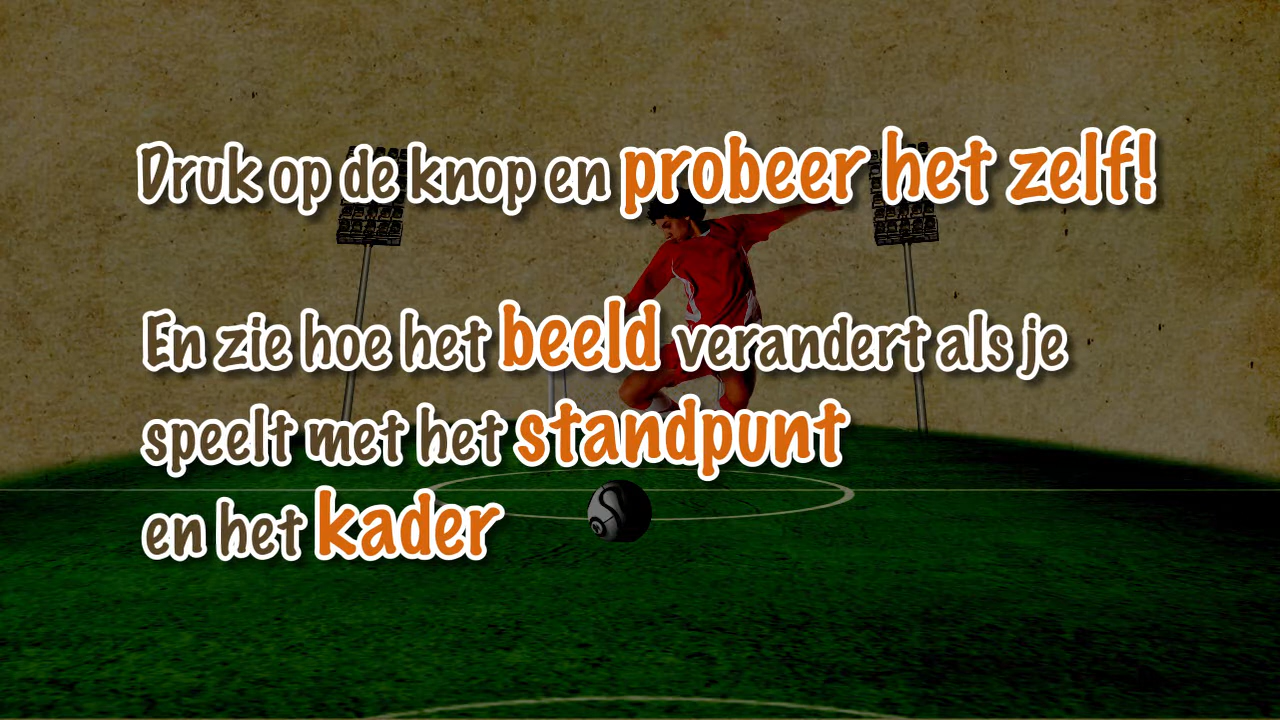 Druk op de knop en probeer het zelf!
En zie hoe het beeld verandert als je
speelt met het standpunt
en het kader